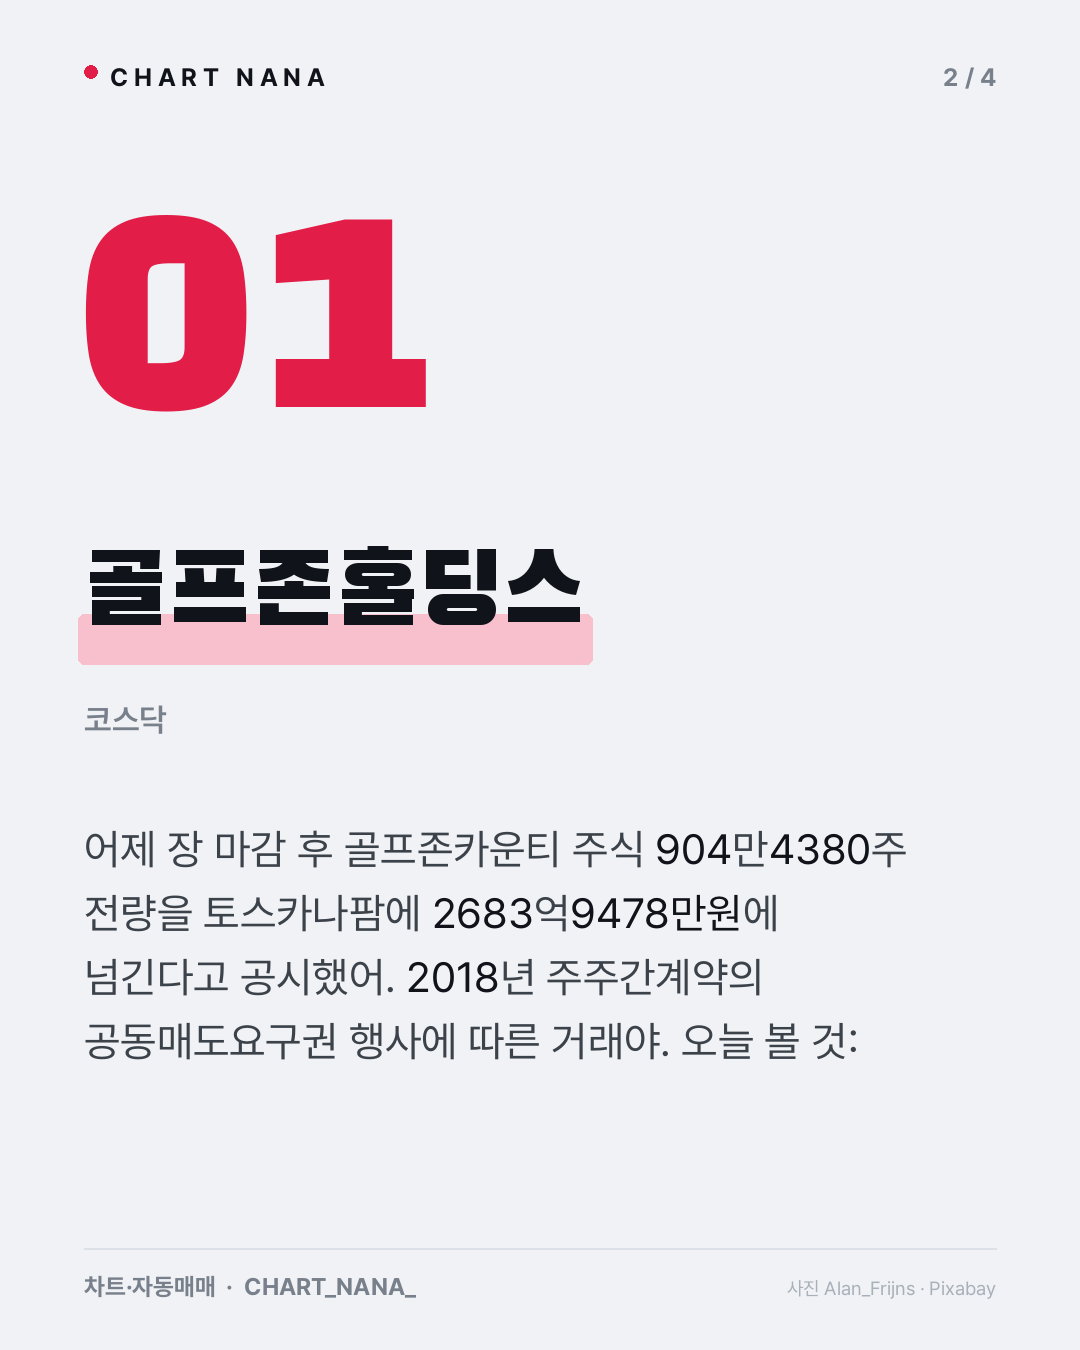 CHART NANA
2 / 4
01
골프존홀딩스
코스닥
어제 장 마감 후 골프존카운티 주식 904만4380주
전량을 토스카나팜에 2683억9478만원에
넘긴다고 공시했어. 2018년 주주간계약의
공동매도요구권 행사에 따른 거래야. 오늘 볼 것:
차트·자동매매 · CHART_NANA_
사진 Alan_Frijns · Pixabay